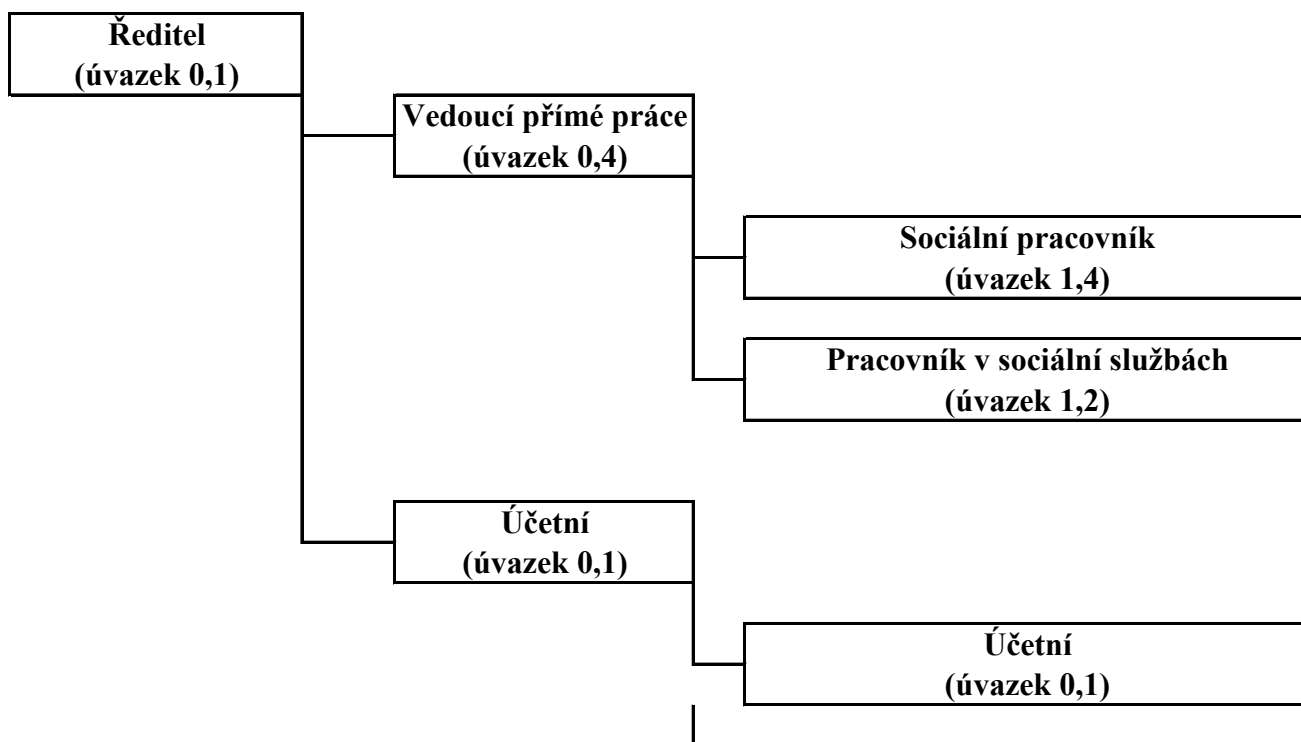 Ředitel
(úvazek 0,1)
Vedoucí přímé práce
(úvazek 0,4)
Sociální pracovník
(úvazek 1,4)
Pracovník v sociální službách
(úvazek 1,2)
Účetní
(úvazek 0,1)
Účetní
(úvazek 0,1)